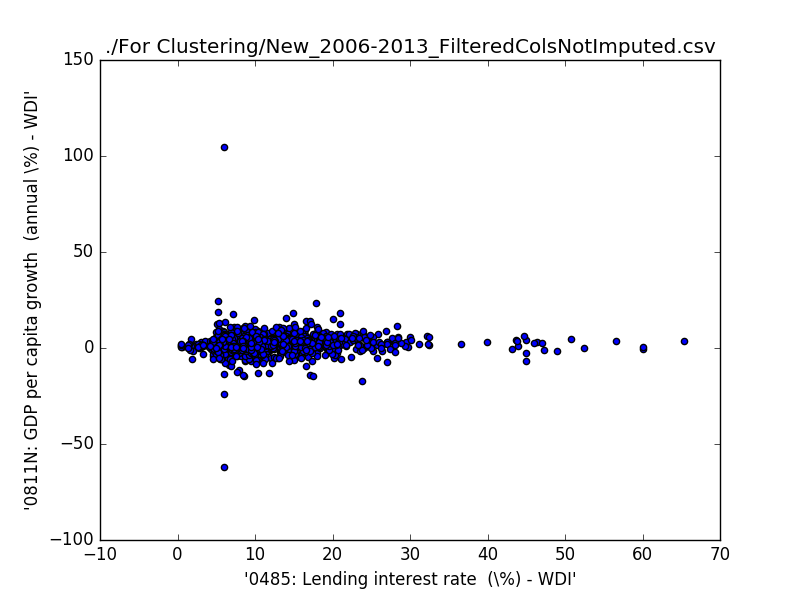 ./For Clustering/New_2006-2013_FilteredColsNotImputed.csv
150
100
50
0
−50
−100
'0811N: GDP per capita growth  (annual \%) - WDI'
−10 0 10 20 30 40 50 60 70
'0485: Lending interest rate  (\%) - WDI'